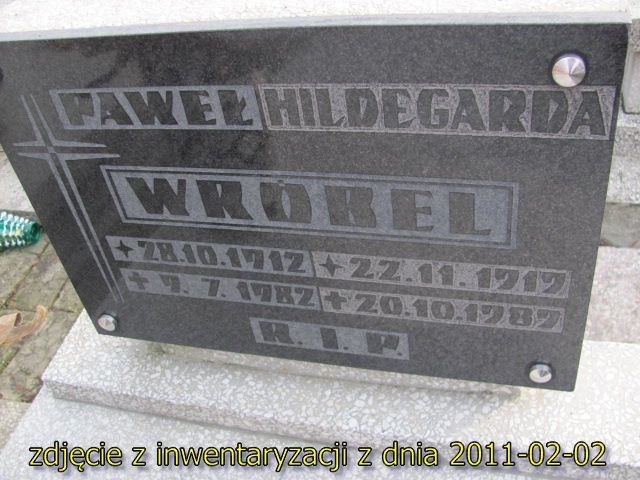 PAWEŁ HILDEGARDA
WRÓBEL
28.10.1912 22.11.1919
9.7.1982 20.10.1989
R. I. P.
zdjęcie z inwentaryzacji z dnia 2011-02-02